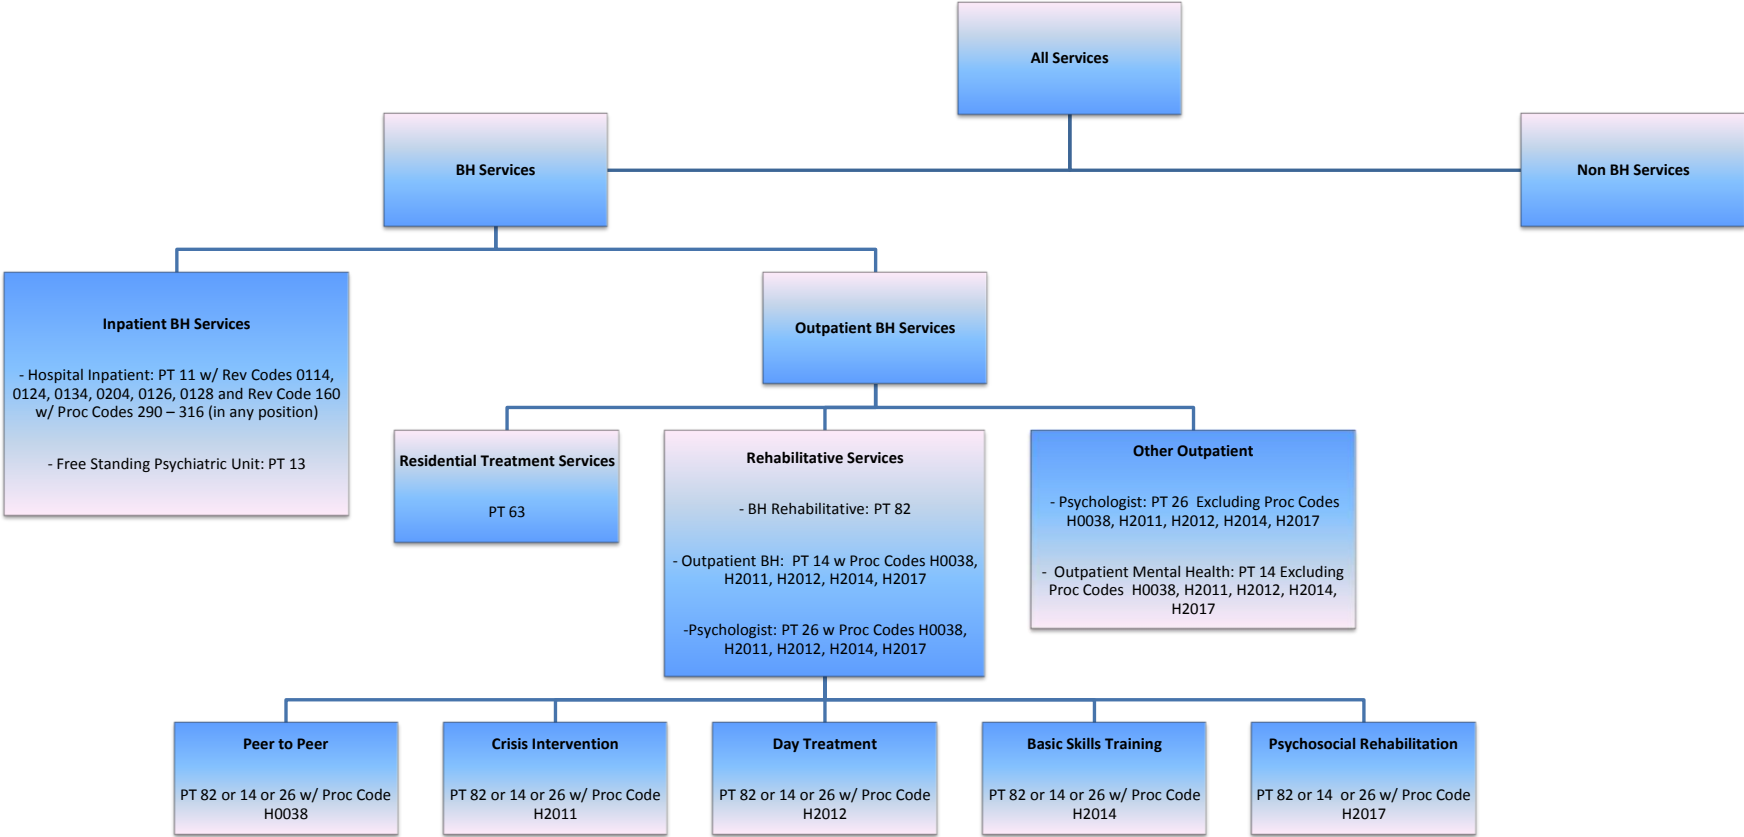 All Services
BH Services
Non BH Services
Inpatient BH Services
- Hospital Inpatient: PT 11 w/ Rev Codes 0114,
0124, 0134, 0204, 0126, 0128 and Rev Code 160
w/ Proc Codes 290 – 316 (in any position)
- Free Standing Psychiatric Unit: PT 13
Outpatient BH Services
Residential Treatment Services
PT 63
Rehabilitative Services
- BH Rehabilitative: PT 82
- Outpatient BH: PT 14 w Proc Codes H0038,
H2011, H2012, H2014, H2017
-Psychologist: PT 26 w Proc Codes H0038,
H2011, H2012, H2014, H2017
Other Outpatient
- Psychologist: PT 26 Excluding Proc Codes
H0038, H2011, H2012, H2014, H2017
- Outpatient Mental Health: PT 14 Excluding
Proc Codes H0038, H2011, H2012, H2014,
H2017
Peer to Peer
PT 82 or 14 or 26 w/ Proc Code
H0038
Crisis Intervention
PT 82 or 14 or 26 w/ Proc Code
H2011
Day Treatment
PT 82 or 14 or 26 w/ Proc Code
H2012
Basic Skills Training
PT 82 or 14 or 26 w/ Proc Code
H2014
Psychosocial Rehabilitation
PT 82 or 14 or 26 w/ Proc Code
H2017